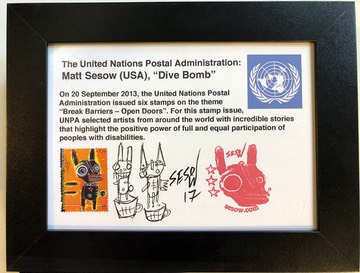 The United Nations Postal Administration:
Matt Sesow (USA), “Dive Bomb”
On 20 September 2013, the United Nations Postal
Administration issued six stamps on the theme
“Break Barriers – Open Doors”. For this stamp issue,
UNPA selected artists from around the world with incredible stories
that highlight the positive power of full and equal participation of
peoples with disabilities.
SESOW
17
SESOW
sesow.com